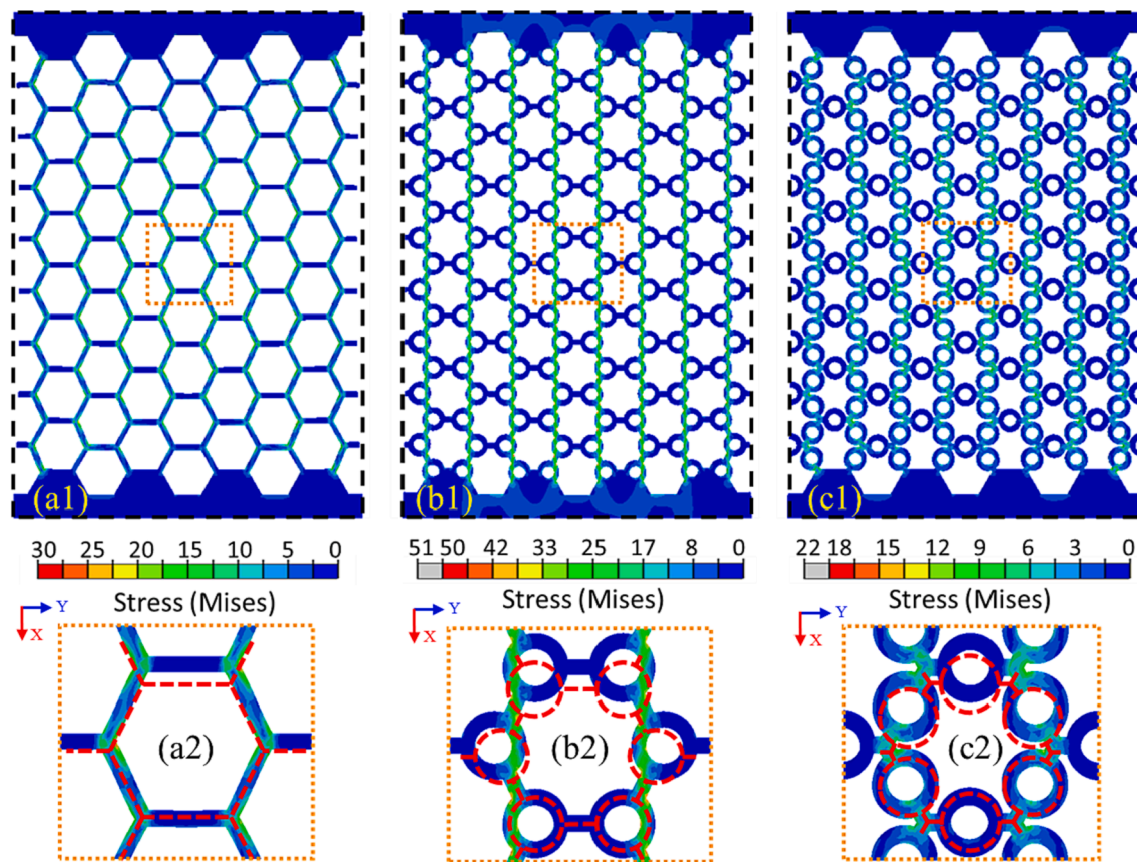 (a1)
(b1)
(c1)
30 25 20 15 10 5 0
51 50 42 33 25 17 8 0
22 18 15 12 9 6 3 0
Stress (Mises)
Stress (Mises)
Stress (Mises)
Y
X
Y
X
Y
X
(a2)
(b2)
(c2)